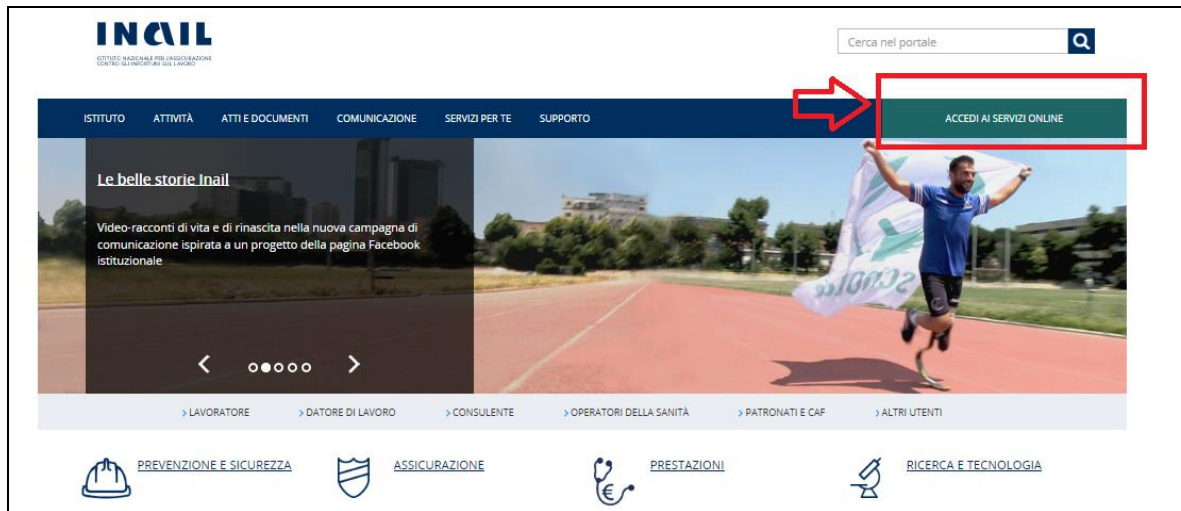 INAIL
ISTITUTO NAZIONALE PER L'ASSICURAZIONE
CONTRO GLI INFORTUNI SUL LAVORO
Cerca nel portale
ISTITUTO ATTIVITÀ ATTI E DOCUMENTI COMUNICAZIONE SERVIZI PER TE SUPPORTO ACCEDI AI SERVIZI ONLINE
Le belle storie Inail
Video-racconti di vita e di rinascita nella nuova campagna di
comunicazione ispirata a un progetto della pagina Facebook
istituzionale
> LAVORATORE > DATORE DI LAVORO > CONSULENTE > OPERATORI DELLA SANITÀ > PATRONATI E CAF > ALTRI UTENTI
PREVENZIONE E SICUREZZA ASSICURAZIONE PRESTAZIONI RICERCA E TECNOLOGIA